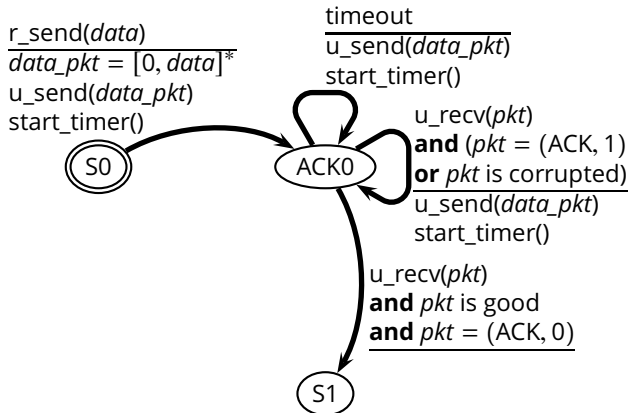 r_send(data)
data_pkt = [0, data]*
u_send(data_pkt)
start_timer()
S0
timeout
u_send(data_pkt)
start_timer()
ACK0
u_recv(pkt)
and (pkt = (ACK, 1)
or pkt is corrupted)
u_send(data_pkt)
start_timer()
u_recv(pkt)
and pkt is good
and pkt = (ACK, 0)
S1